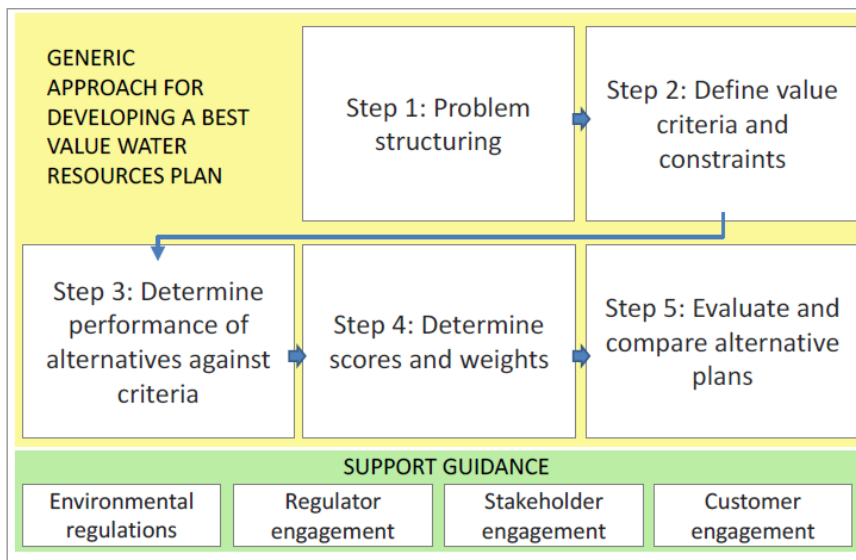 GENERIC
APPROACH FOR
DEVELOPING A BEST
VALUE WATER
RESOURCES PLAN
Step 1: Problem
structuring
Step 2: Define value
criteria and
constraints
Step 3: Determine
performance of
alternatives against
criteria
Step 4: Determine
scores and weights
Step 5: Evaluate and
compare alternative
plans
SUPPORT GUIDANCE
Environmental
regulations
Regulator
engagement
Stakeholder
engagement
Customer
engagement